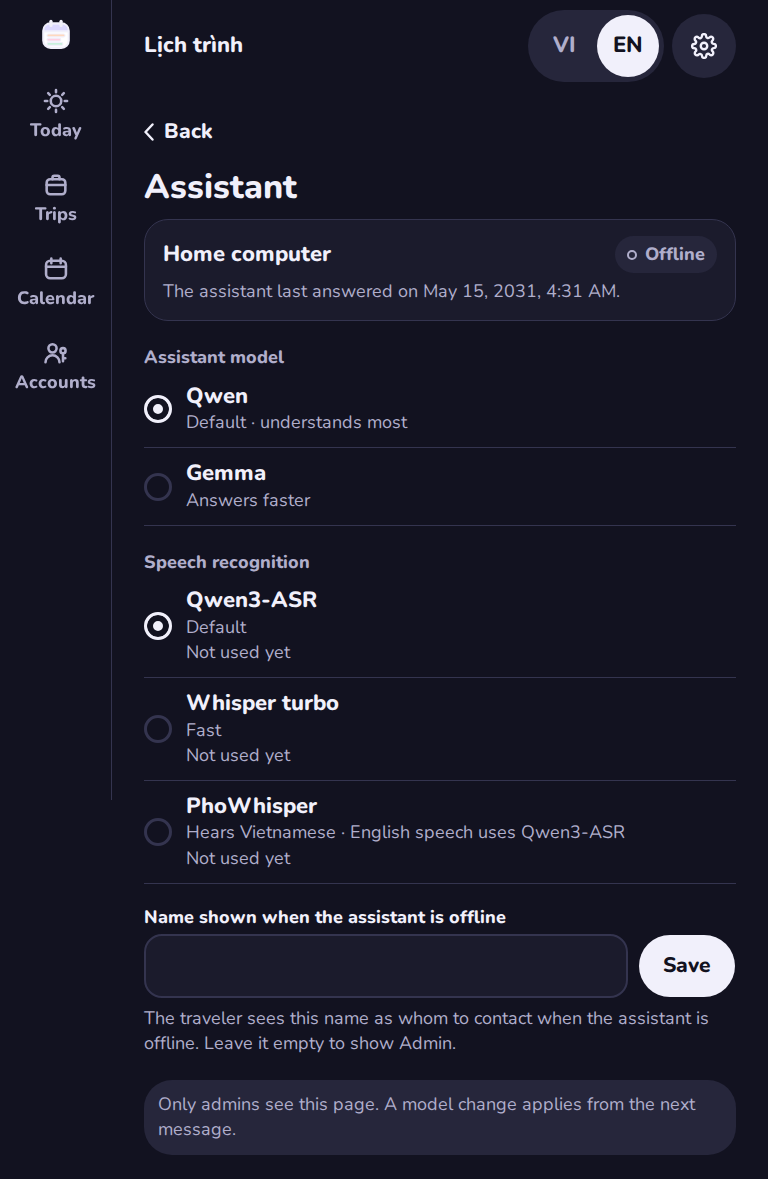 Lịch trình
VI
EN
Today
Trips
Calendar
Accounts
Back
Assistant
Home computer
Offline
The assistant last answered on May 15, 2031, 4:31 AM.
Assistant model
Qwen
Default · understands most
Gemma
Answers faster
Speech recognition
Qwen3-ASR
Default
Not used yet
Whisper turbo
Fast
Not used yet
PhoWhisper
Hears Vietnamese · English speech uses Qwen3-ASR
Not used yet
Name shown when the assistant is offline
Save
The traveler sees this name as whom to contact when the assistant is
offline. Leave it empty to show Admin.
Only admins see this page. A model change applies from the next
message.